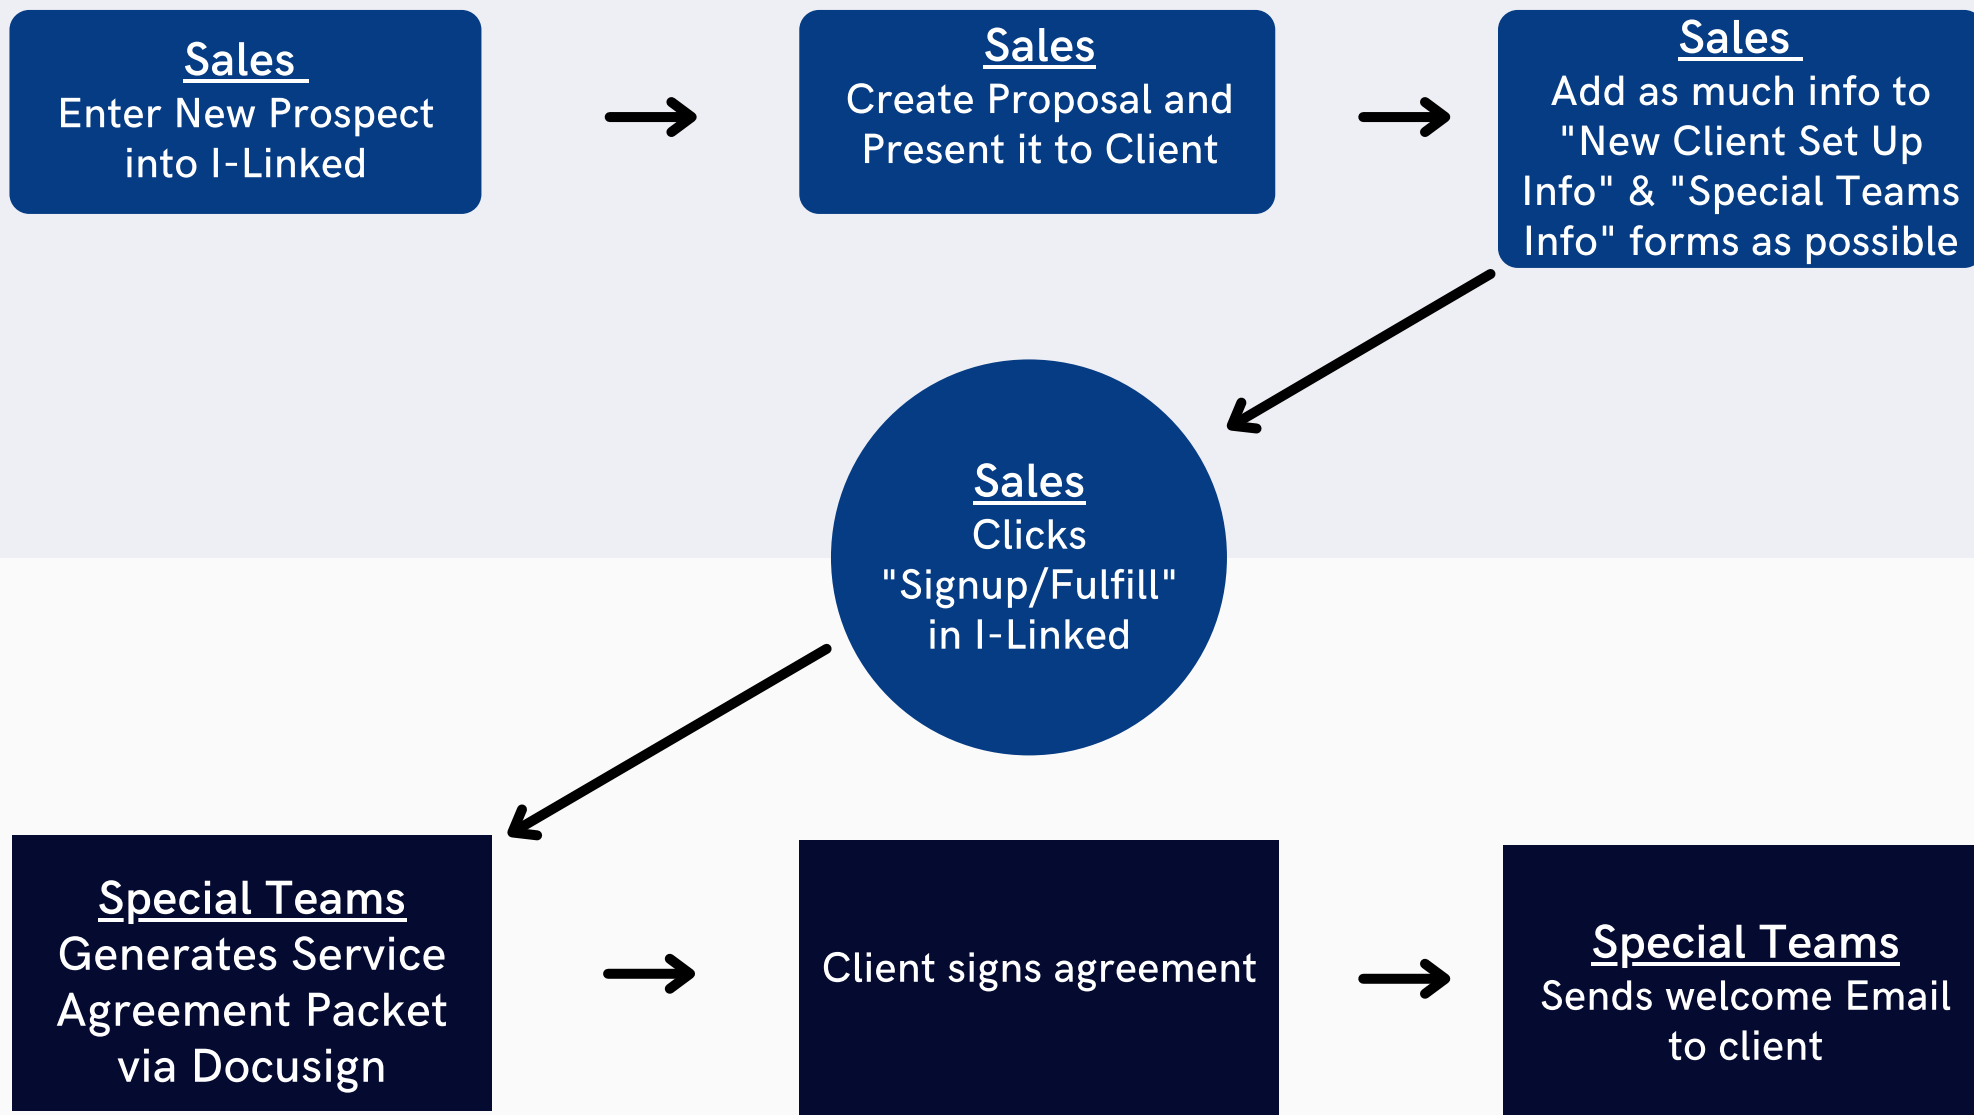 Sales
Enter New Prospect
into I-Linked
Sales
Create Proposal and
Present it to Client
Sales
Add as much info to
"New Client Set Up
Info" & "Special Teams
Info" forms as possible
Sales
Clicks
"Signup/Fulfill"
in I-Linked
Special Teams
Generates Service
Agreement Packet
via Docusign
Client signs agreement
Special Teams
Sends welcome Email
to client